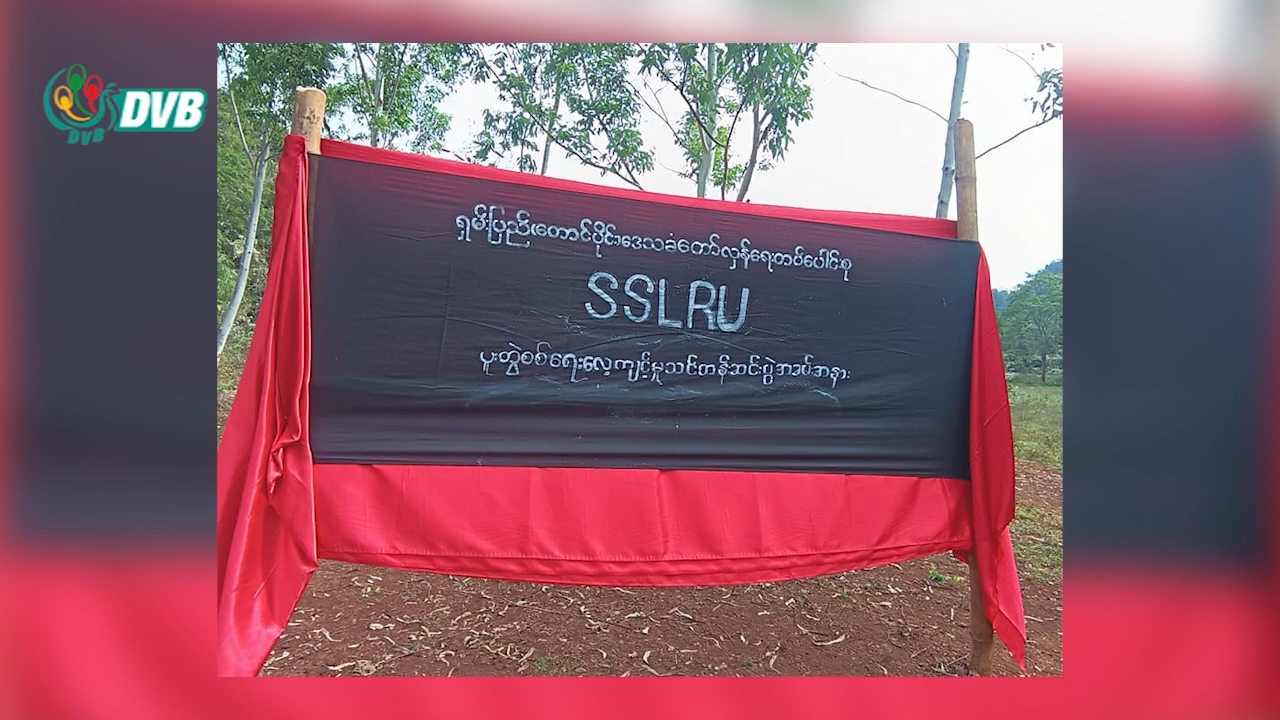 DVB
DVB
ရှမ်းပြည်(တောင်ပိုင်း)ဒေသခံတော်လှန်ရေးတပ်ပေါင်းစု
SSLRU
ပူးတွဲစစ်ရေးလေ့ကျင့်မှုသင်တန်းဆင်းပွဲအခမ်းအနား